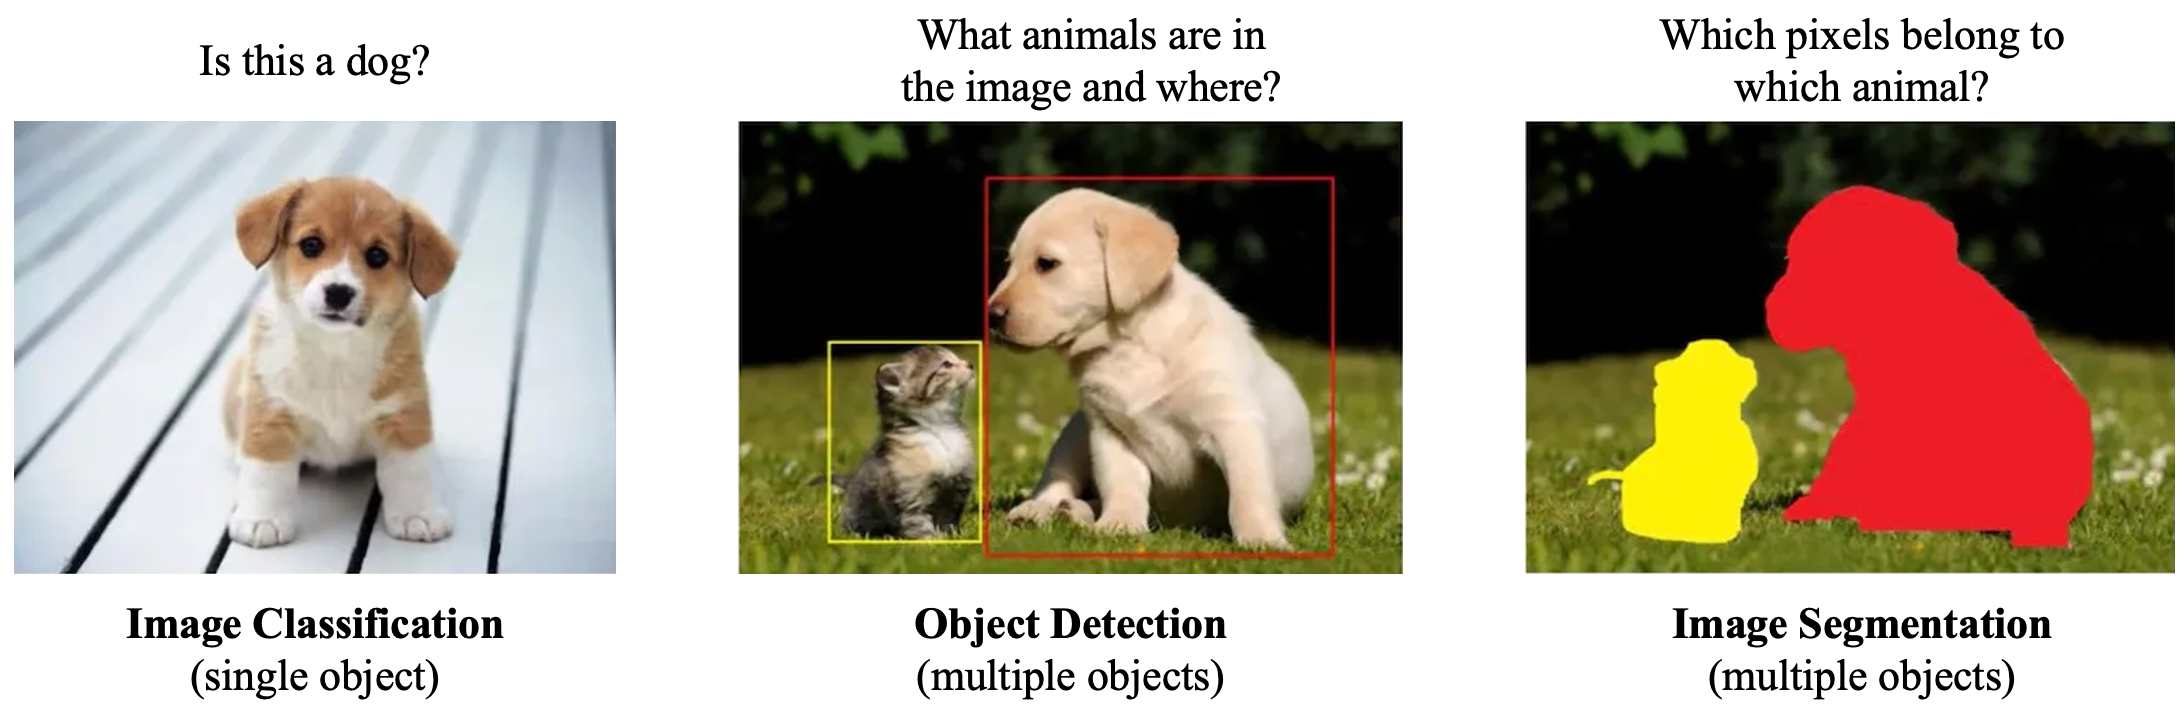 Is this a dog?
What animals are in
the image and where?
Which pixels belong to
which animal?
Image Classification
(single object)
Object Detection
(multiple objects)
Image Segmentation
(multiple objects)